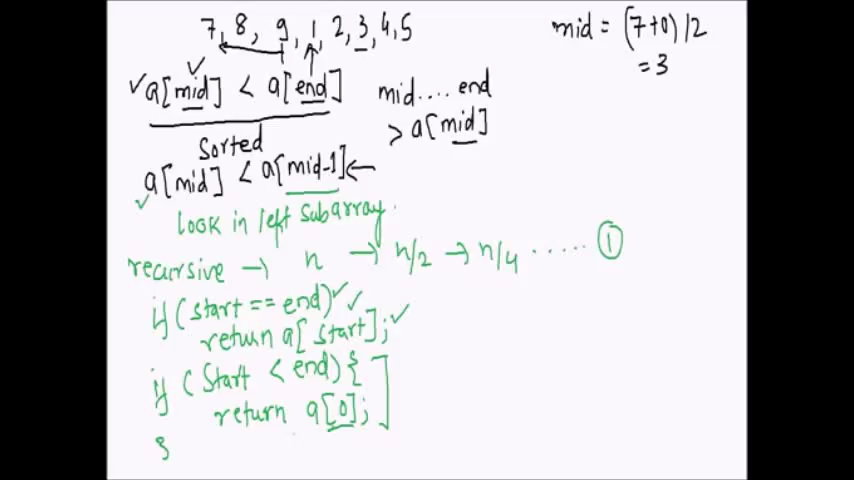 7, 8, 9, 1, 2, 3, 4, 5
mid = (7+0)/2
= 3
a[mid] < a[end]
mid .... end
> a[mid]
Sorted
a[mid] < a[mid-1] ←
look in left subarray.
recursive → n → n/2 → n/4 ..... 1
if (start == end)
return a[start];
if (start < end) {
return a[0];
}